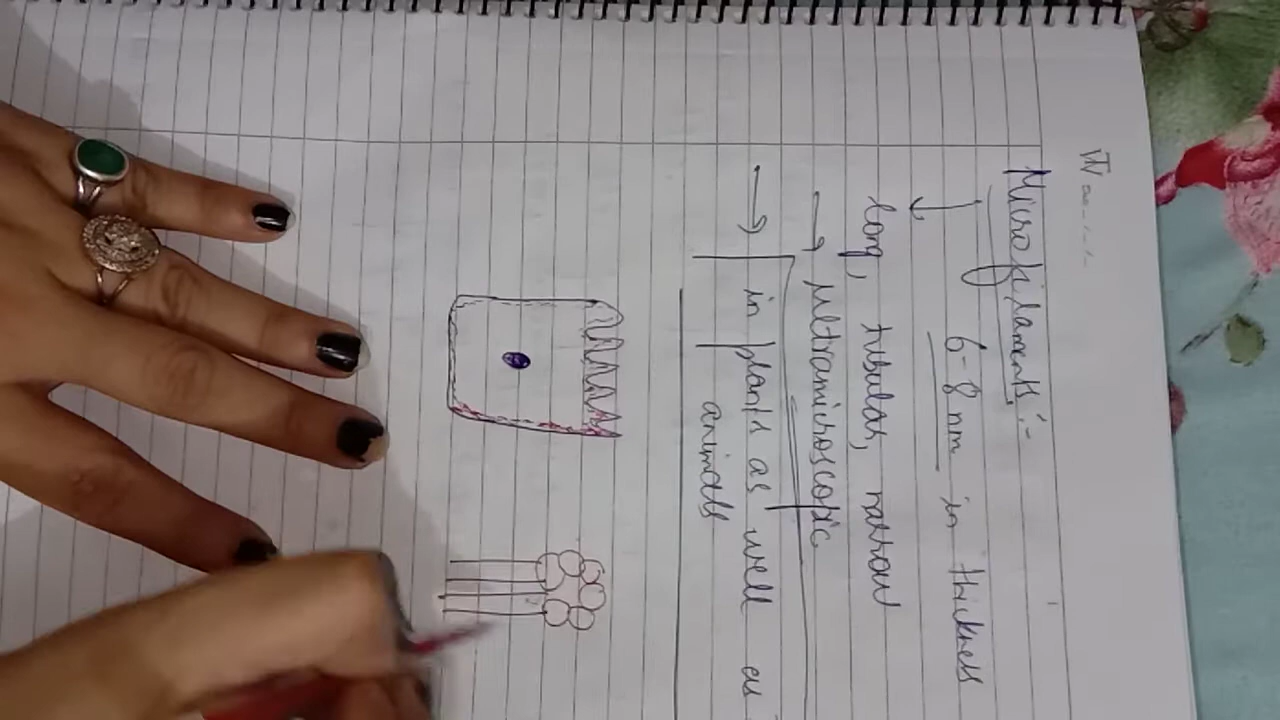 Microfilaments :-
6-8 nm in thickness
long, tubular, narrow
→ ultramicroscopic
→ in plants as well as
animals